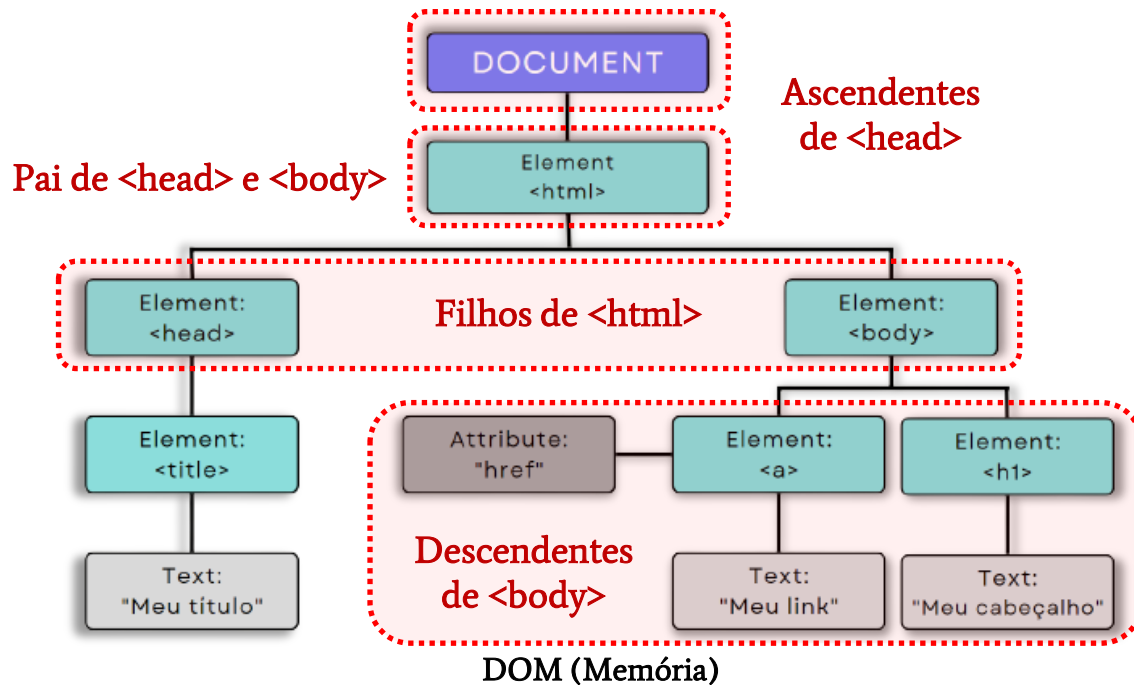 DOCUMENT
Ascendentes
de <head>
Element
<html>
Pai de <head> e <body>
Element:
<head>
Filhos de <html>
Element:
<body>
Element:
<title>
Attribute:
"href"
Element:
<a>
Element:
<h1>
Descendentes
de <body>
Text:
"Meu título"
Text:
"Meu link"
Text:
"Meu cabeçalho"
DOM (Memória)